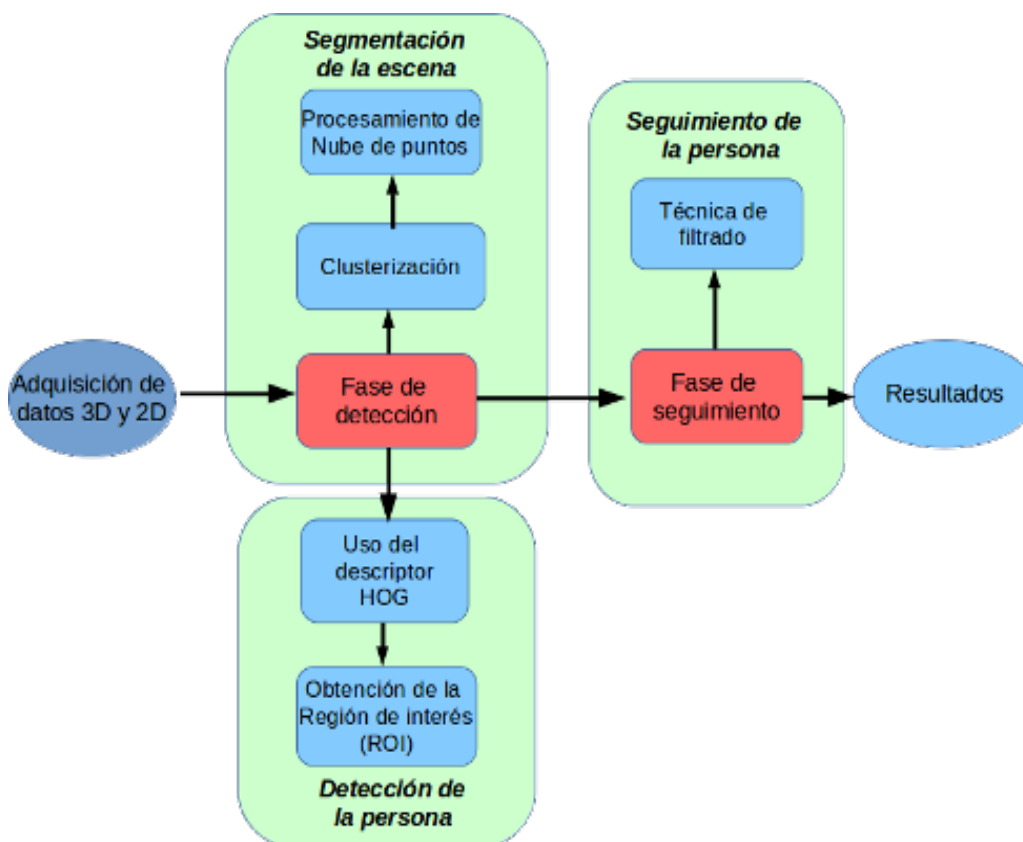 Segmentación
de la escena
Procesamiento de
Nube de puntos
Clusterización
Fase de
detección
Adquisición de
datos 3D y 2D
Uso del
descriptor
HOG
Obtención de la
Región de interés
(ROI)
Detección de
la persona
Seguimiento de
la persona
Técnica de
filtrado
Fase de
seguimiento
Resultados